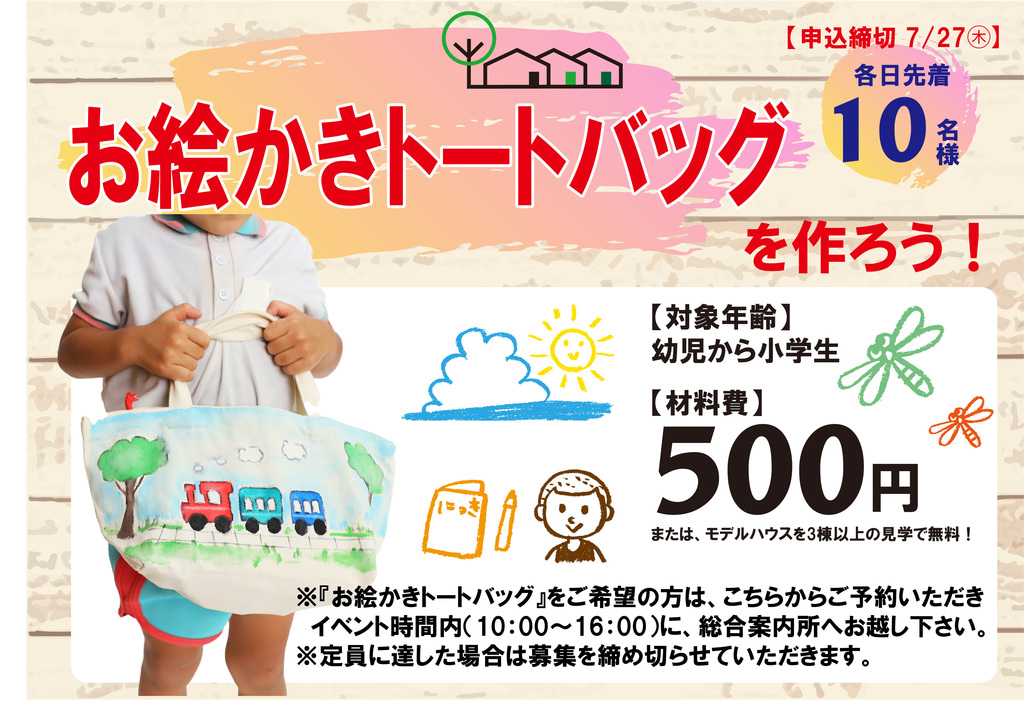 【申込締切 7/27㊍】
各日先着
10名様
お絵かきトートバッグ
を作ろう！
【対象年齢】
幼児から小学生
【材料費】
500円
または、モデルハウスを3棟以上の見学で無料！
にっき
※『お絵かきトートバッグ』をご希望の方は、こちらからご予約いただき
イベント時間内（10：00～16：00）に、総合案内所へお越し下さい。
※定員に達した場合は募集を締め切らせていただきます。